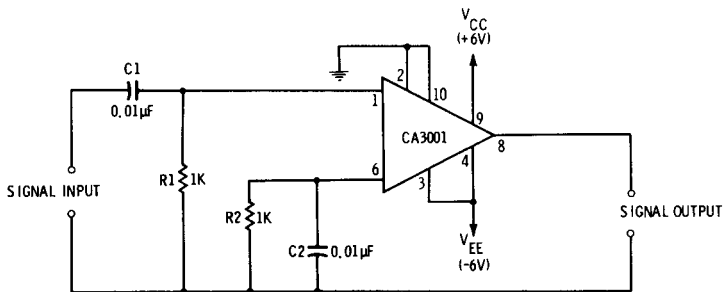 V
CC
(+6V)
C1
0.01µF
2
10
1
9
CA3001
8
6
3
4
R1
1K
R2
1K
C2
0.01µF
SIGNAL INPUT
SIGNAL OUTPUT
V
EE
(-6V)